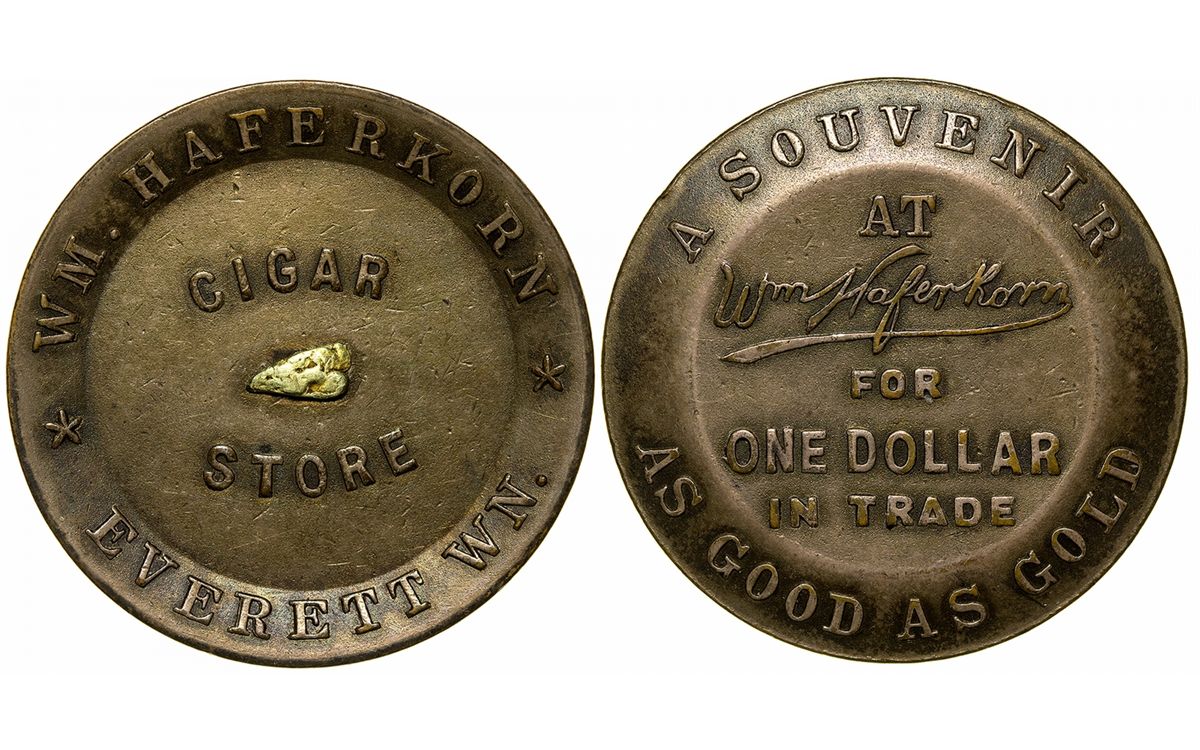 WM. HAFERKORN
CIGAR
STORE
EVERETT WN.
A SOUVENIR
AT
Wm Haferkorn
FOR
ONE DOLLAR
IN TRADE
AS GOOD AS GOLD